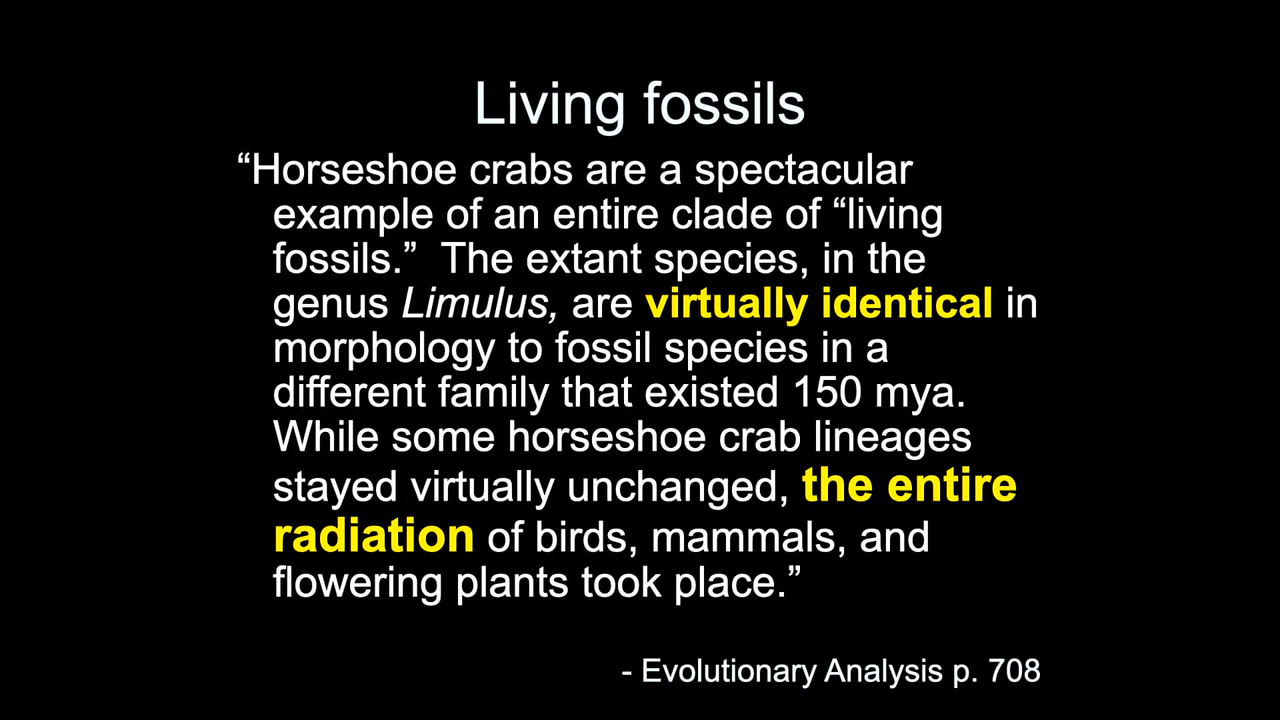 Living fossils
“Horseshoe crabs are a spectacular
example of an entire clade of “living
fossils.”  The extant species, in the
genus Limulus, are virtually identical in
morphology to fossil species in a
different family that existed 150 mya.
While some horseshoe crab lineages
stayed virtually unchanged, the entire
radiation of birds, mammals, and
flowering plants took place.”
- Evolutionary Analysis p. 708